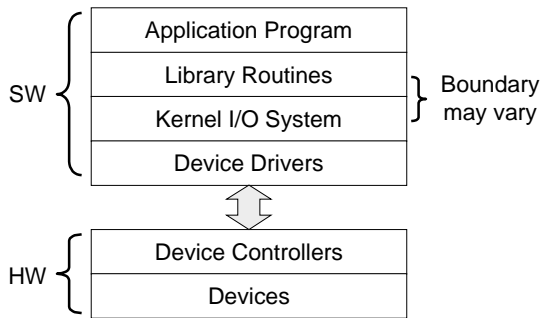 Application Program
Library Routines
Kernel I/O System
Device Drivers
SW
Boundary
may vary
Device Controllers
Devices
HW